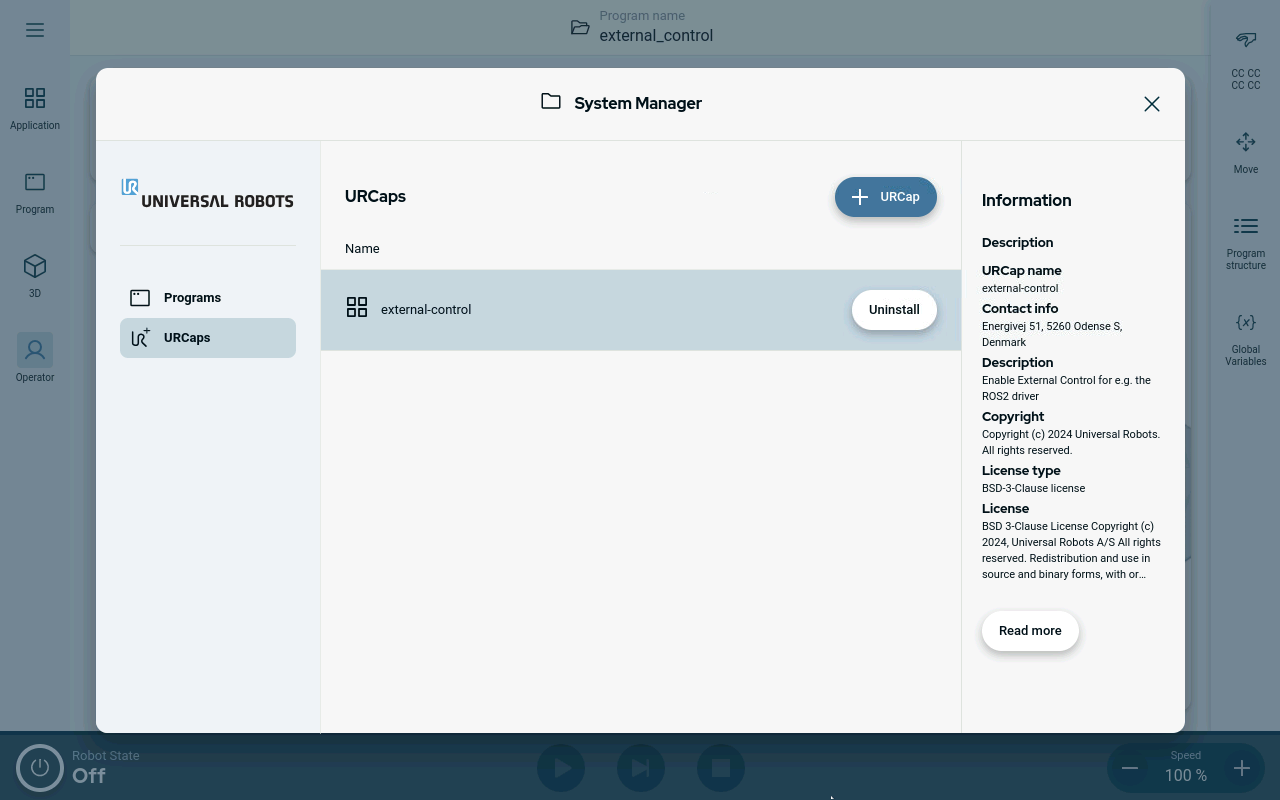 Program name
external_control
Application
Program
3D
Operator
System Manager
UR
UNIVERSAL ROBOTS
Programs
URCaps
URCaps
URCap
Name
external-control
Uninstall
Information
Description
URCap name
external-control
Contact info
Energivej 51, 5260 Odense S,
Denmark
Description
Enable External Control for e.g. the
ROS2 driver
Copyright
Copyright (c) 2024 Universal Robots.
All rights reserved.
License type
BSD-3-Clause license
License
BSD 3-Clause License Copyright (c)
2024, Universal Robots A/S All rights
reserved. Redistribution and use in
source and binary forms, with or…
Read more
CC CC
CC CC
Move
Program
structure
{x}
Global
Variables
Robot State
Off
Speed
100 %